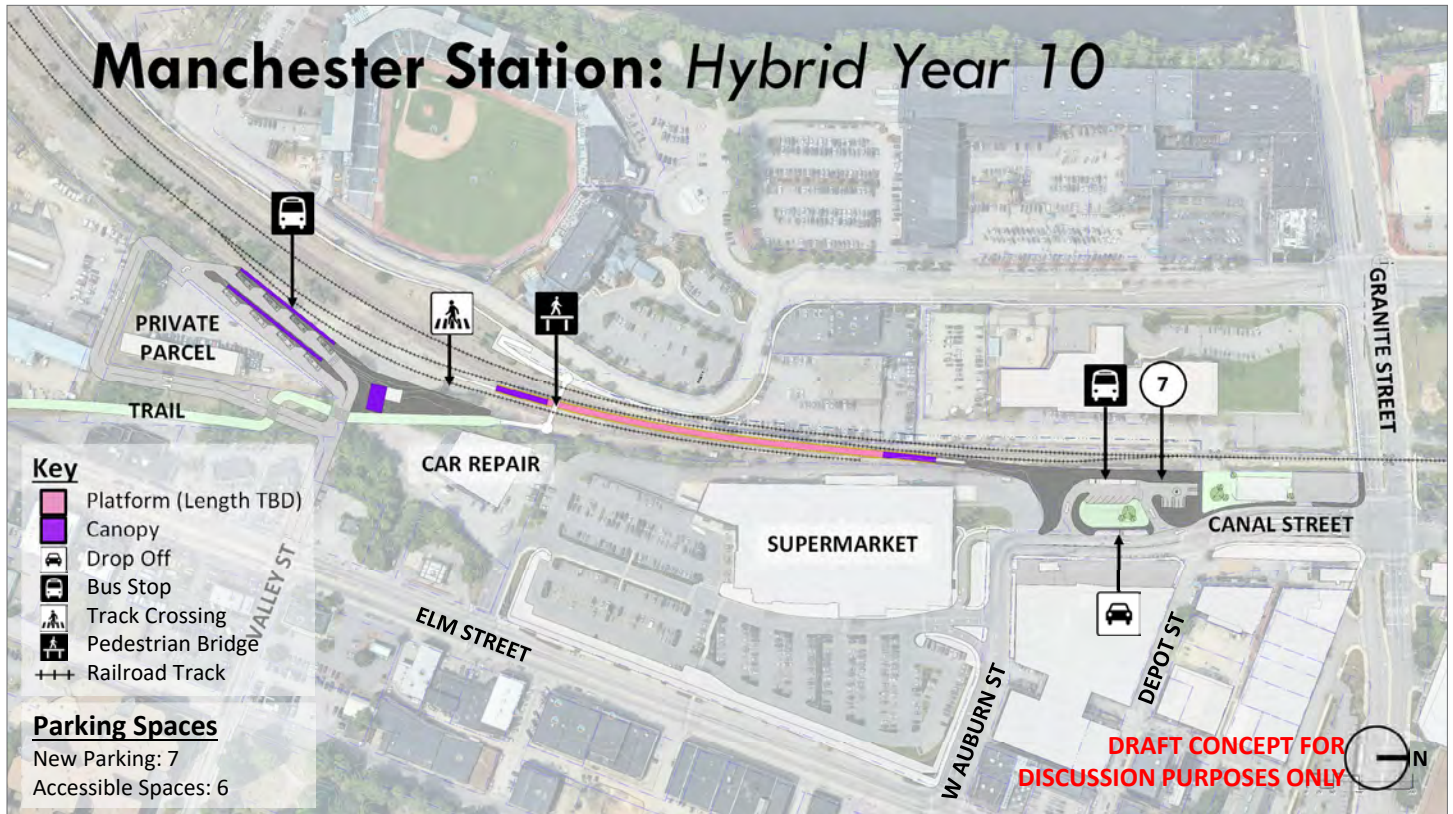 Manchester Station: Hybrid Year 10
GRANITE STREET
PRIVATE
PARCEL
7
TRAIL
CAR REPAIR
CANAL STREET
SUPERMARKET
Key
Platform (Length TBD)
Canopy
Drop Off
Bus Stop
Track Crossing
Pedestrian Bridge
Railroad Track
VALLEY ST
ELM STREET
W AUBURN ST
DEPOT ST
Parking Spaces
New Parking: 7
Accessible Spaces: 6
DRAFT CONCEPT FOR
DISCUSSION PURPOSES ONLY
N